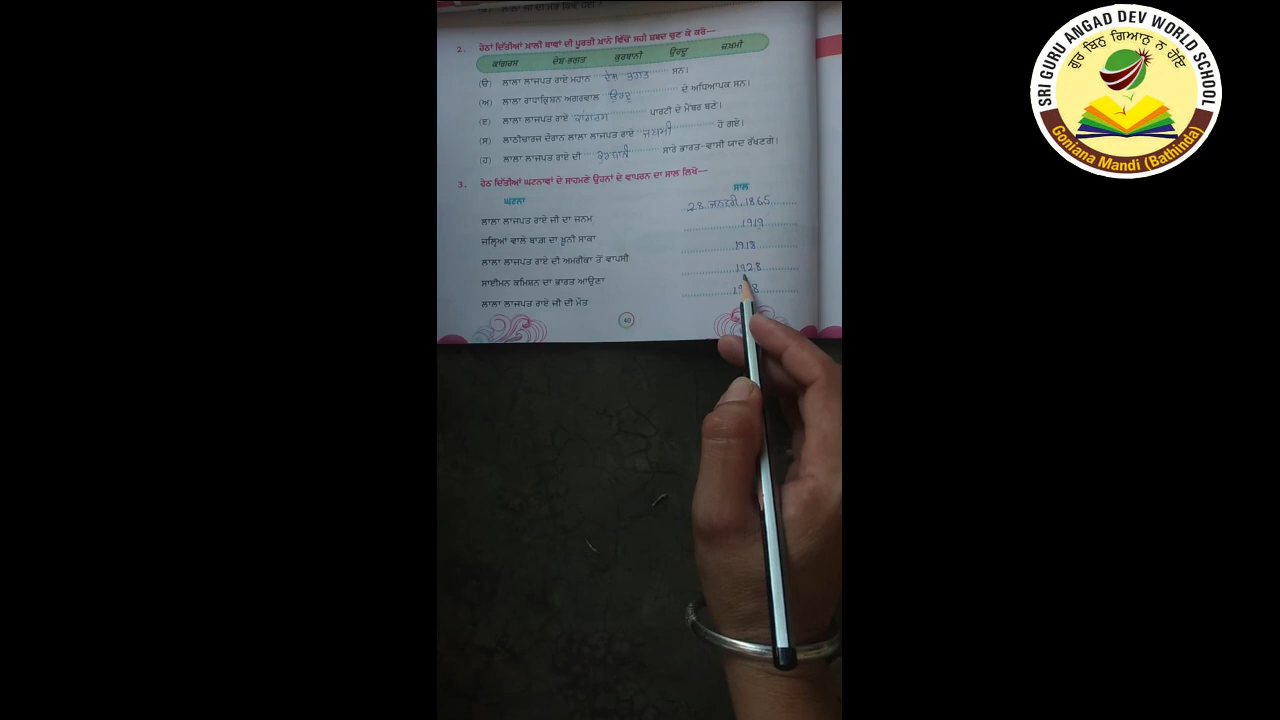 2. ਹੇਠਾਂ ਦਿੱਤੀਆਂ ਖ਼ਾਲੀ ਥਾਵਾਂ ਦੀ ਪੂਰਤੀ ਖ਼ਾਨੇ ਵਿੱਚੋਂ ਸਹੀ ਸ਼ਬਦ ਚੁਣ ਕੇ ਕਰੋ—
ਕਾਂਗਰਸ ਦੇਸ਼-ਭਗਤ ਕੁਰਬਾਨੀ ਉਰਦੂ ਜ਼ਖ਼ਮੀ
(ੳ) ਲਾਲਾ ਲਾਜਪਤ ਰਾਏ ਮਹਾਨ ਦੇਸ਼ ਭਗਤ ਸਨ।
(ਅ) ਲਾਲਾ ਰਾਧਾਕ੍ਰਿਸ਼ਨ ਅਗਰਵਾਲ ਉਰਦੂ ਦੇ ਅਧਿਆਪਕ ਸਨ।
(ੲ) ਲਾਲਾ ਲਾਜਪਤ ਰਾਏ ਕਾਂਗਰਸ ਪਾਰਟੀ ਦੇ ਮੈਂਬਰ ਬਣੇ।
(ਸ) ਲਾਠੀਚਾਰਜ ਦੌਰਾਨ ਲਾਲਾ ਲਾਜਪਤ ਰਾਏ ਜ਼ਖ਼ਮੀ ਹੋ ਗਏ।
(ਹ) ਲਾਲਾ ਲਾਜਪਤ ਰਾਏ ਦੀ ਕੁਰਬਾਨੀ ਸਾਰੇ ਭਾਰਤ-ਵਾਸੀ ਯਾਦ ਰੱਖਣਗੇ।
3. ਹੇਠ ਦਿੱਤੀਆਂ ਘਟਨਾਵਾਂ ਦੇ ਸਾਹਮਣੇ ਉਹਨਾਂ ਦੇ ਵਾਪਰਨ ਦਾ ਸਾਲ ਲਿਖੋ—
ਘਟਨਾ ਸਾਲ
ਲਾਲਾ ਲਾਜਪਤ ਰਾਏ ਜੀ ਦਾ ਜਨਮ 28 ਜਨਵਰੀ, 1865
ਜਲ੍ਹਿਆਂ ਵਾਲੇ ਬਾਗ਼ ਦਾ ਖ਼ੂਨੀ ਸਾਕਾ 1919
ਲਾਲਾ ਲਾਜਪਤ ਰਾਏ ਦੀ ਅਮਰੀਕਾ ਤੋਂ ਵਾਪਸੀ 1918
ਸਾਈਮਨ ਕਮਿਸ਼ਨ ਦਾ ਭਾਰਤ ਆਉਣਾ 1928
ਲਾਲਾ ਲਾਜਪਤ ਰਾਏ ਜੀ ਦੀ ਮੌਤ
40
SRI GURU ANGAD DEV WORLD SCHOOL
ਗੁਰ ਬਿਨੁ ਗਿਆਨੁ ਨ ਹੋਇ
Goniana Mandi (Bathinda)